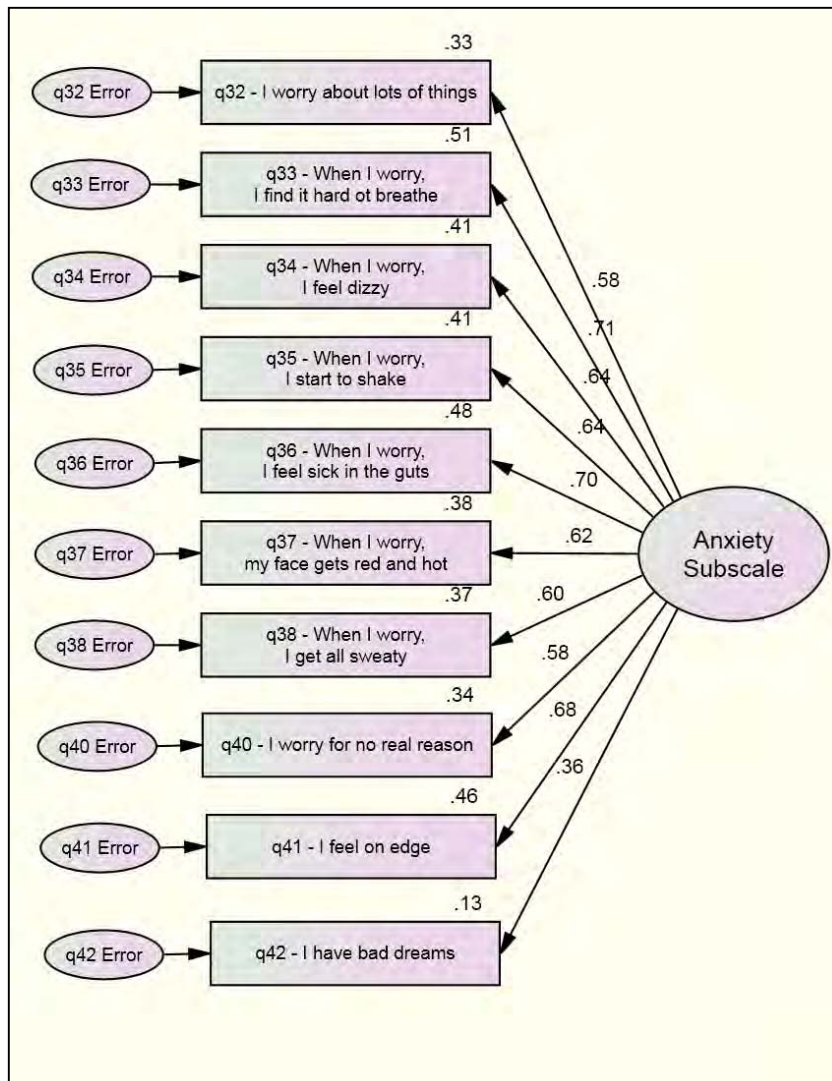 .33
q32 Error
q32 - I worry about lots of things
.51
q33 Error
q33 - When I worry,
I find it hard ot breathe
.41
q34 Error
q34 - When I worry,
I feel dizzy
.41
q35 Error
q35 - When I worry,
I start to shake
.48
q36 Error
q36 - When I worry,
I feel sick in the guts
.38
q37 Error
q37 - When I worry,
my face gets red and hot
.37
q38 Error
q38 - When I worry,
I get all sweaty
.34
q40 Error
q40 - I worry for no real reason
.46
q41 Error
q41 - I feel on edge
.13
q42 Error
q42 - I have bad dreams
.58
.71
.64
.64
.70
.62
.60
.58
.68
.36
Anxiety
Subscale